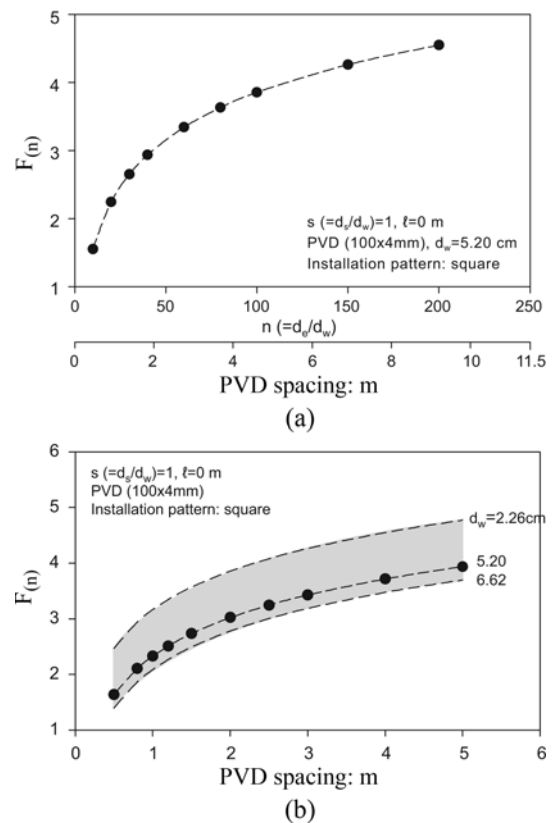 5
4
3
2
1
F(n)
s (=ds/dw)=1, ℓ=0 m
PVD (100x4mm), dw=5.20 cm
Installation pattern: square
0 50 100 150 200 250
n (=de/dw)
0 2 4 6 8 10 11.5
PVD spacing: m
(a)
6
5
4
3
2
1
F(n)
s (=ds/dw)=1, ℓ=0 m
PVD (100x4mm)
Installation pattern: square
dw=2.26cm
5.20
6.62
0 1 2 3 4 5 6
PVD spacing: m
(b)